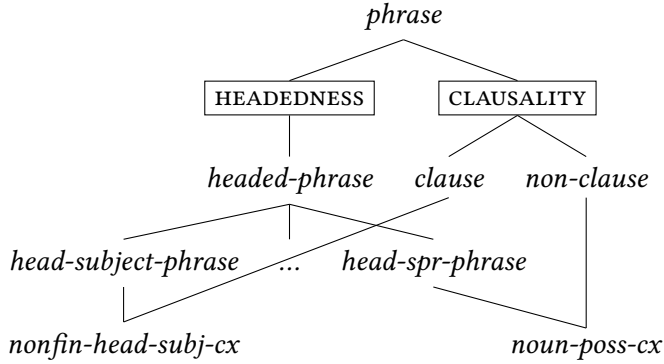 phrase
HEADEDNESS CLAUSALITY
headed-phrase clause non-clause
head-subject-phrase ... head-spr-phrase
nonfin-head-subj-cx noun-poss-cx